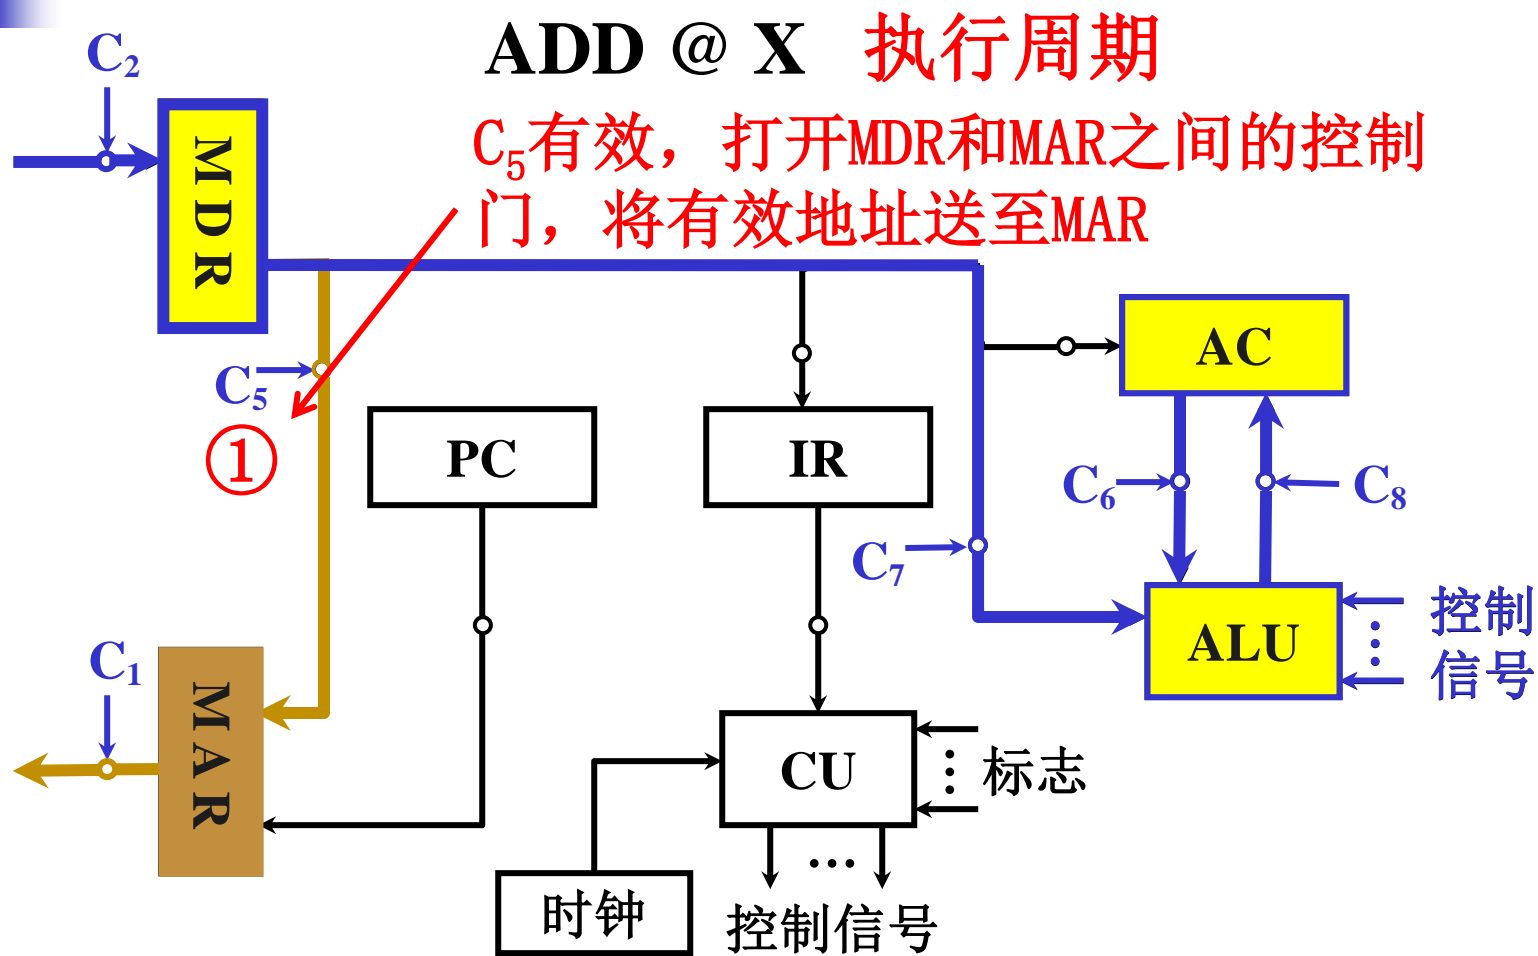 ADD @ X 执行周期
C2
C5有效，打开MDR和MAR之间的控制
门，将有效地址送至MAR
MDR
AC
C5
①
PC
IR
C6
C8
C7
控制
信号
ALU
C1
MAR
CU
标志
时钟
控制信号